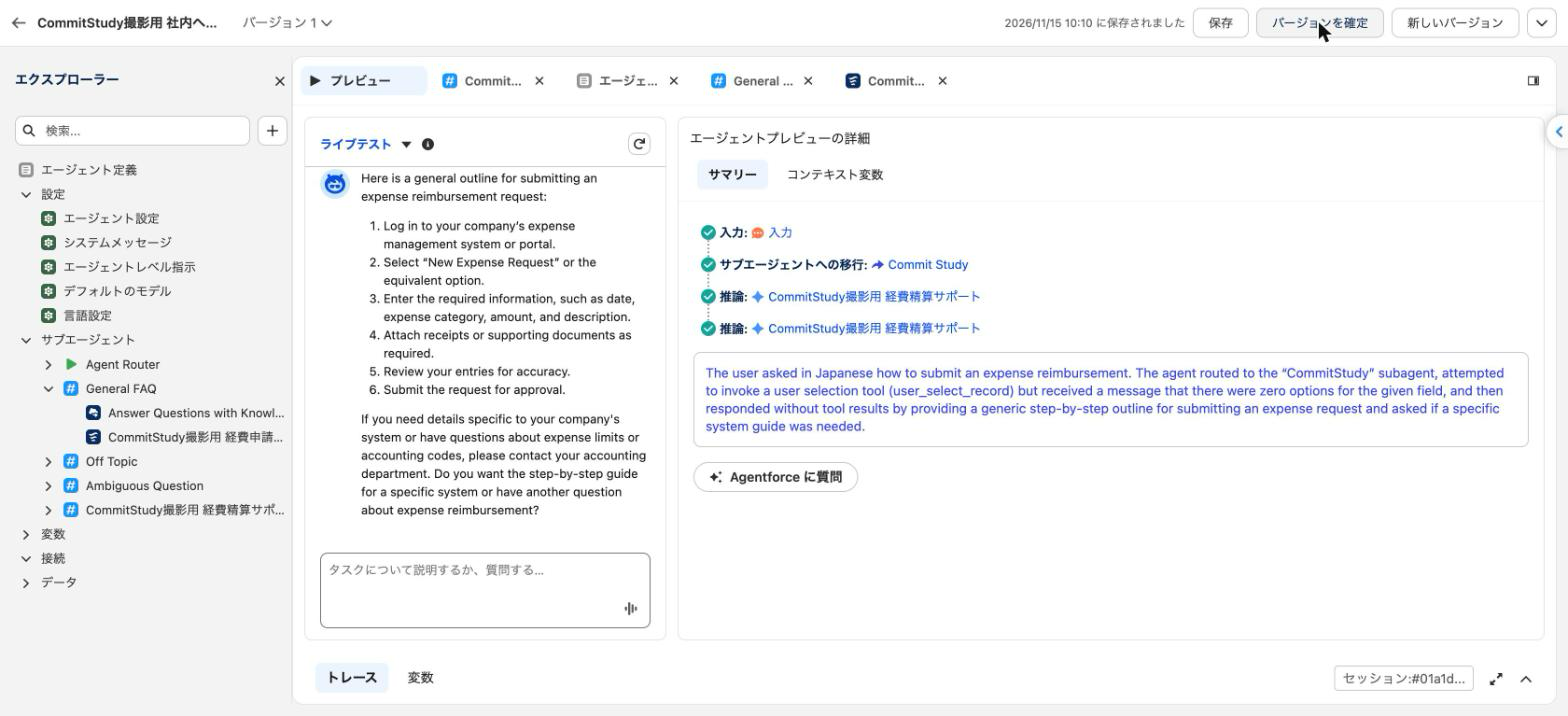 CommitStudy撮影用 社内ヘ...
バージョン 1
2026/11/15 10:10 に保存されました
保存
バージョンを確定
新しいバージョン
エクスプローラー
検索...
エージェント定義
設定
エージェント設定
システムメッセージ
エージェントレベル指示
デフォルトのモデル
言語設定
サブエージェント
Agent Router
General FAQ
Answer Questions with Knowl...
CommitStudy撮影用 経費申請...
Off Topic
Ambiguous Question
CommitStudy撮影用 経費精算サポ...
変数
接続
データ
プレビュー
Commit...
エージェ...
General ...
Commit...
ライブテスト
Here is a general outline for submitting an
expense reimbursement request:
1. Log in to your company's expense
management system or portal.
2. Select “New Expense Request” or the
equivalent option.
3. Enter the required information, such as date,
expense category, amount, and description.
4. Attach receipts or supporting documents as
required.
5. Review your entries for accuracy.
6. Submit the request for approval.
If you need details specific to your company's
system or have questions about expense limits or
accounting codes, please contact your accounting
department. Do you want the step-by-step guide
for a specific system or have another question
about expense reimbursement?
タスクについて説明するか、質問する...
エージェントプレビューの詳細
サマリー
コンテキスト変数
入力: 入力
サブエージェントへの移行: Commit Study
推論: CommitStudy撮影用 経費精算サポート
推論: CommitStudy撮影用 経費精算サポート
The user asked in Japanese how to submit an expense reimbursement. The agent routed to the “CommitStudy” subagent, attempted
to invoke a user selection tool (user_select_record) but received a message that there were zero options for the given field, and then
responded without tool results by providing a generic step-by-step outline for submitting an expense request and asked if a specific
system guide was needed.
Agentforce に質問
トレース
変数
セッション:#01a1d...